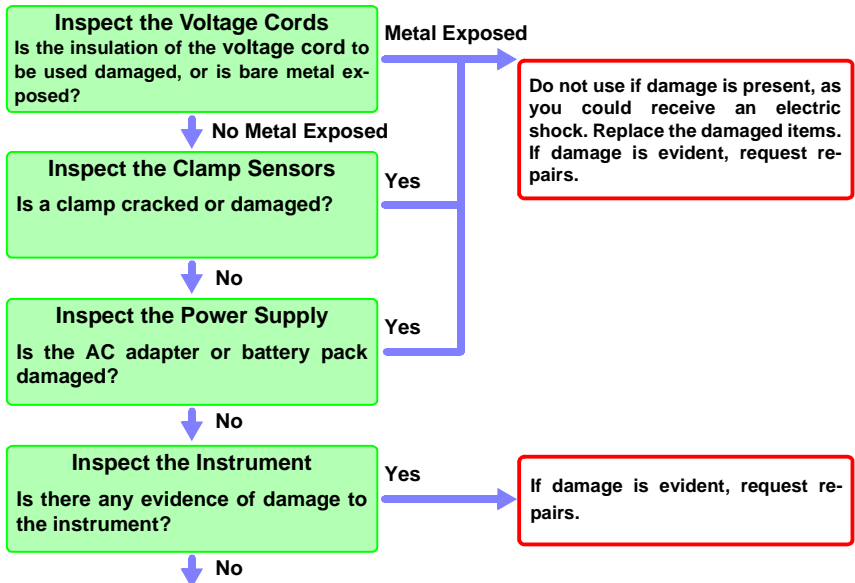 Inspect the Voltage Cords
Is the insulation of the voltage cord to
be used damaged, or is bare metal ex-
posed?
Metal Exposed
Do not use if damage is present, as
you could receive an electric
shock. Replace the damaged items.
If damage is evident, request re-
pairs.
No Metal Exposed
Inspect the Clamp Sensors
Is a clamp cracked or damaged?
Yes
No
Inspect the Power Supply
Is the AC adapter or battery pack
damaged?
Yes
No
Inspect the Instrument
Is there any evidence of damage to
the instrument?
Yes
If damage is evident, request re-
pairs.
No